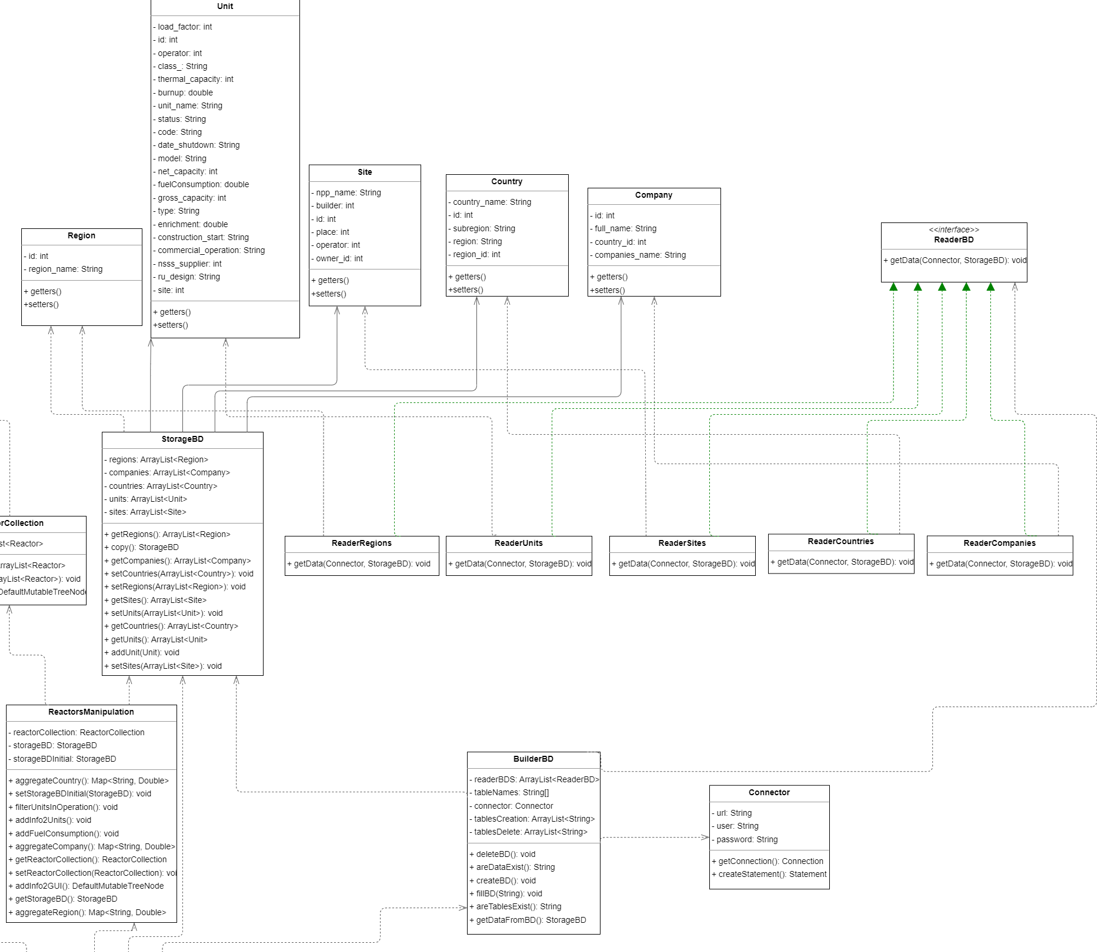 Unit
- load_factor: int
- id: int
- operator: int
- class_: String
- thermal_capacity: int
- burnup: double
- unit_name: String
- status: String
- code: String
- date_shutdown: String
- model: String
- net_capacity: int
- fuelConsumption: double
- gross_capacity: int
- type: String
- enrichment: double
- construction_start: String
- commercial_operation: String
- nsss_supplier: int
- ru_design: String
- site: int
+ getters()
+setters()
Site
- npp_name: String
- builder: int
- id: int
- place: int
- operator: int
- owner_id: int
+ getters()
+setters()
Country
- country_name: String
- id: int
- subregion: String
- region: String
- region_id: int
+ getters()
+setters()
Company
- id: int
- full_name: String
- country_id: int
- companies_name: String
+ getters()
+setters()
Region
- id: int
- region_name: String
+ getters()
+setters()
<<interface>>
ReaderBD
+ getData(Connector, StorageBD): void
StorageBD
- regions: ArrayList<Region>
- companies: ArrayList<Company>
- countries: ArrayList<Country>
- units: ArrayList<Unit>
- sites: ArrayList<Site>
+ getRegions(): ArrayList<Region>
+ copy(): StorageBD
+ getCompanies(): ArrayList<Company>
+ setCountries(ArrayList<Country>): void
+ setRegions(ArrayList<Region>): void
+ getSites(): ArrayList<Site>
+ setUnits(ArrayList<Unit>): void
+ getCountries(): ArrayList<Country>
+ getUnits(): ArrayList<Unit>
+ addUnit(Unit): void
+ setSites(ArrayList<Site>): void
orCollection
st<Reactor>
rrayList<Reactor>
ayList<Reactor>): void
DefaultMutableTreeNode
ReaderRegions
+ getData(Connector, StorageBD): void
ReaderUnits
+ getData(Connector, StorageBD): void
ReaderSites
+ getData(Connector, StorageBD): void
ReaderCountries
+ getData(Connector, StorageBD): void
ReaderCompanies
+ getData(Connector, StorageBD): void
ReactorsManipulation
- reactorCollection: ReactorCollection
- storageBD: StorageBD
- storageBDInitial: StorageBD
+ aggregateCountry(): Map<String, Double>
+ setStorageBDInitial(StorageBD): void
+ filterUnitsInOperation(): void
+ addInfo2Units(): void
+ addFuelConsumption(): void
+ aggregateCompany(): Map<String, Double>
+ getReactorCollection(): ReactorCollection
+ setReactorCollection(ReactorCollection): voi
+ addInfo2GUI(): DefaultMutableTreeNode
+ getStorageBD(): StorageBD
+ aggregateRegion(): Map<String, Double>
BuilderBD
- readerBDS: ArrayList<ReaderBD>
- tableNames: String[]
- connector: Connector
- tablesCreation: ArrayList<String>
- tablesDelete: ArrayList<String>
+ deleteBD(): void
+ areDataExist(): String
+ createBD(): void
+ fillBD(String): void
+ areTablesExist(): String
+ getDataFromBD(): StorageBD
Connector
- url: String
- user: String
- password: String
+ getConnection(): Connection
+ createStatement(): Statement